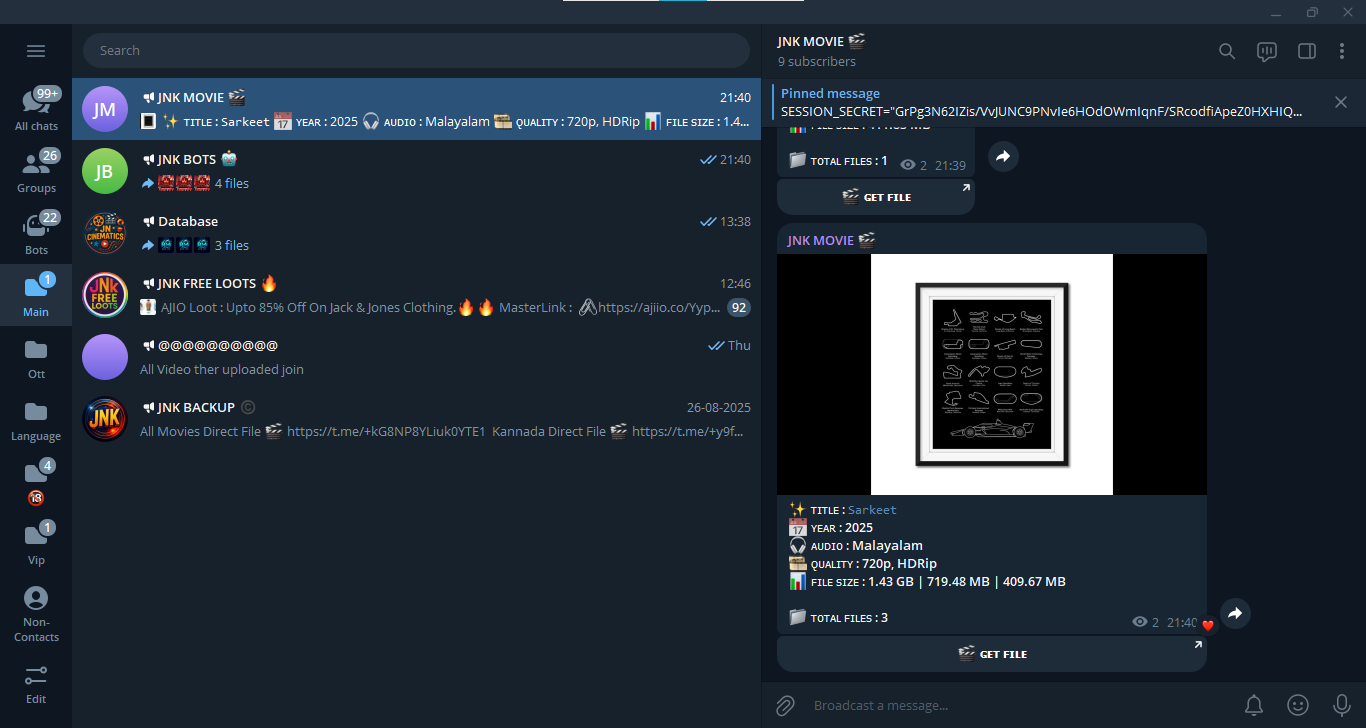 Search
99+
All chats
26
Groups
22
Bots
1
Main
Ott
Language
4
🔞
1
Vip
Non-
Contacts
Edit
JM
JNK MOVIE 🎬
21:40
✨ TITLE : Sarkeet 📅 YEAR : 2025 🎧 AUDIO : Malayalam QUALITY : 720p, HDRip 📊 FILE SIZE : 1.4...
JB
JNK BOTS
21:40
4 files
JN CINEMATICS
Database
13:38
3 files
JNK FREE LOOTS
JNK FREE LOOTS 🔥
12:46
AJIO Loot : Upto 85% Off On Jack & Jones Clothing.🔥🔥 MasterLink : 🖇https://ajiio.co/Yyp...
92
@@@@@@@@@@
Thu
All Video ther uploaded join
JNK
JNK BACKUP ©
26-08-2025
All Movies Direct File 🎬 https://t.me/+kG8NP8YLiuk0YTE1 Kannada Direct File 🎬 https://t.me/+y9f...
JNK MOVIE 🎬
9 subscribers
Pinned message
SESSION_SECRET="GrPg3N62IZis/VvJUNC9PNvIe6HOdOWmIqnF/SRcodfiApeZ0HXHIQ...
📁 TOTAL FILES : 1
2 21:39
🎬 GET FILE
JNK MOVIE 🎬
✨ TITLE : Sarkeet
📅 YEAR : 2025
🎧 AUDIO : Malayalam
QUALITY : 720p, HDRip
📊 FILE SIZE : 1.43 GB | 719.48 MB | 409.67 MB
📁 TOTAL FILES : 3
2 21:40
🎬 GET FILE
Broadcast a message...